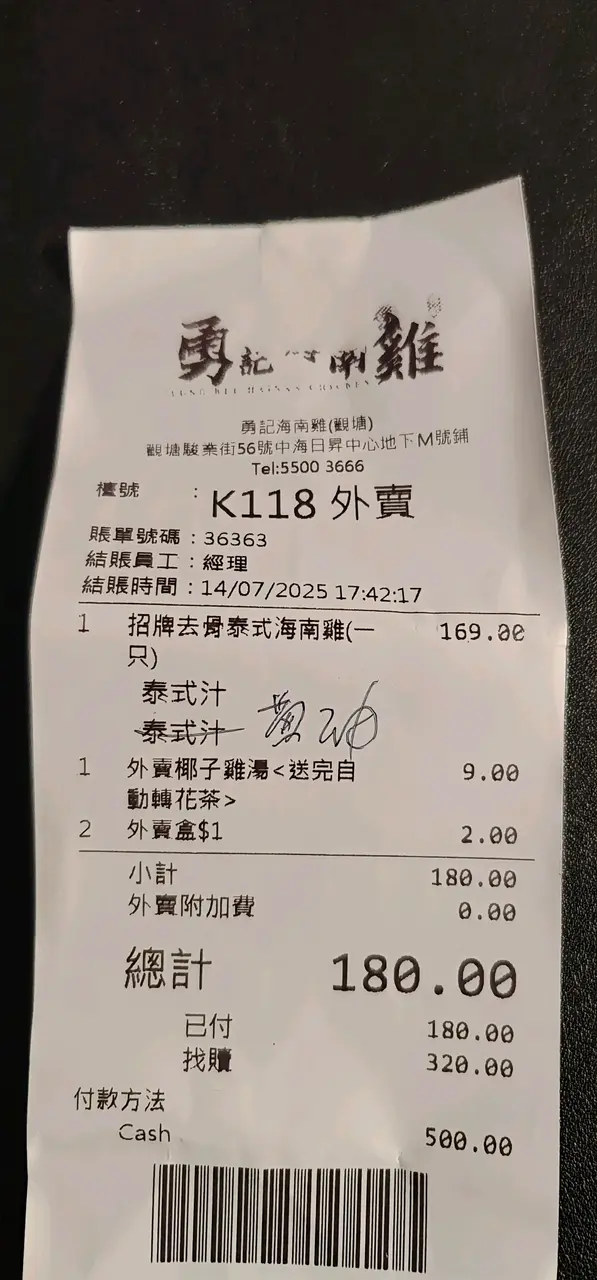 勇記海南雞
勇記海南雞(觀塘)
觀塘駿業街56號中海日昇中心地下M號鋪
Tel:5500 3666
檯號 : K118 外賣
賬單號碼 : 36363
結賬員工 : 經理
結賬時間 : 14/07/2025 17:42:17
1 招牌去骨泰式海南雞(一 169.00
只)
泰式汁
泰式汁
1 外賣椰子雞湯<送完自 9.00
動轉花茶>
2 外賣盒$1 2.00
小計 180.00
外賣附加費 0.00
總計 180.00
已付 180.00
找贖 320.00
付款方法
Cash 500.00